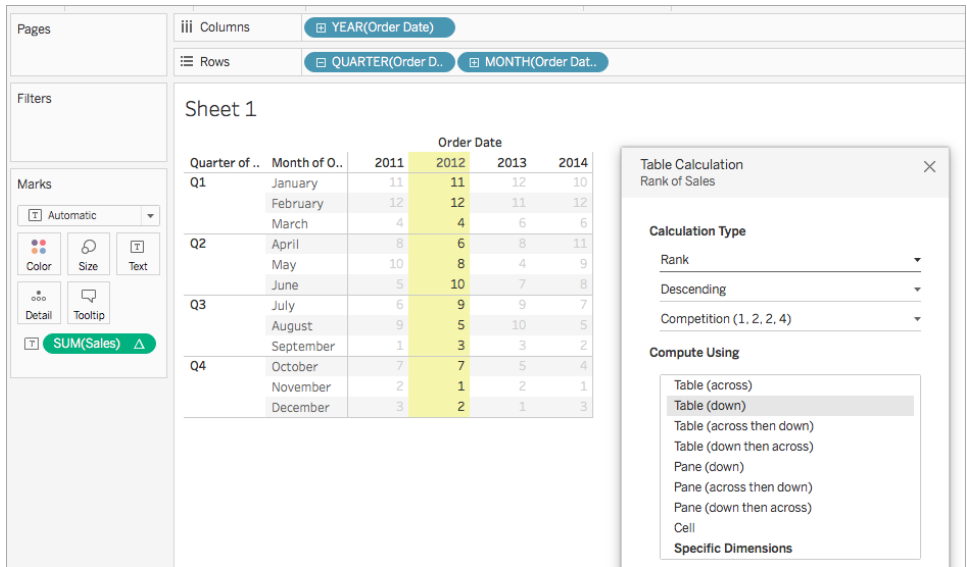 Pages
Columns
YEAR(Order Date)
Rows
QUARTER(Order D..
MONTH(Order Dat..
Filters
Marks
T Automatic
Color
Size
T
Text
Detail
Tooltip
T SUM(Sales) Δ
Sheet 1
Order Date
Quarter of .. Month of O.. 2011 2012 2013 2014
Q1 January 11 11 12 10
February 12 12 11 12
March 4 4 6 6
Q2 April 8 6 8 11
May 10 8 4 9
June 5 10 7 8
Q3 July 6 9 9 7
August 9 5 10 5
September 1 3 3 2
Q4 October 7 7 5 4
November 2 1 2 1
December 3 2 1 3
Table Calculation
Rank of Sales
Calculation Type
Rank
Descending
Competition (1, 2, 2, 4)
Compute Using
Table (across)
Table (down)
Table (across then down)
Table (down then across)
Pane (down)
Pane (across then down)
Pane (down then across)
Cell
Specific Dimensions